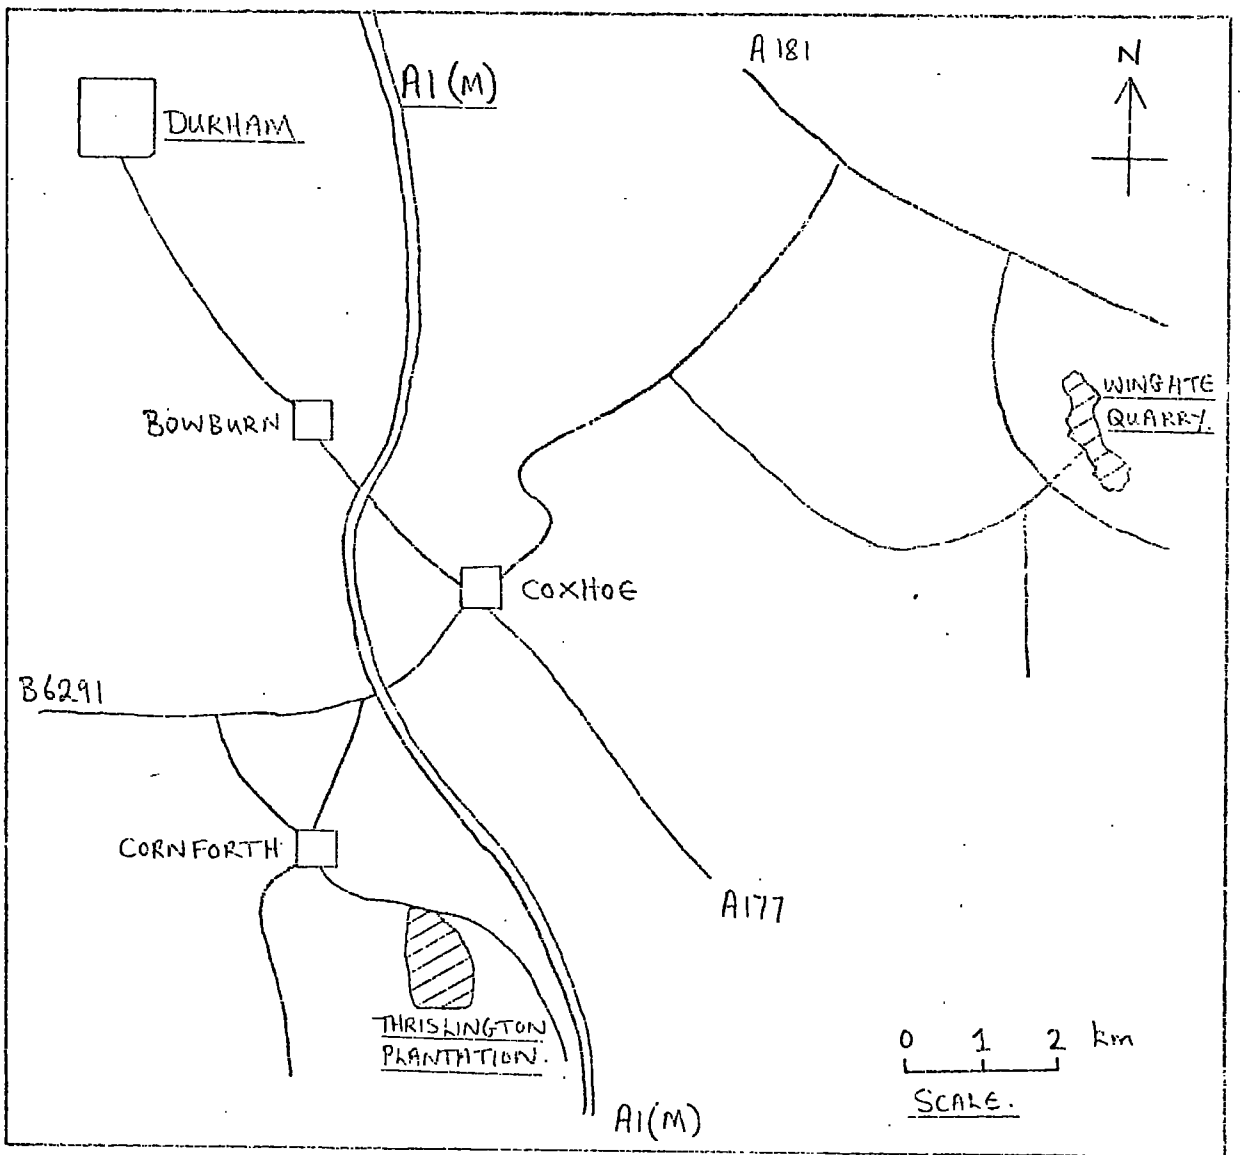 A 181
N
A1 (M)
DURHAM
WINGATE
QUARRY.
BOWBURN
COXHOE
B6291
CORNFORTH
A177
THRISLINGTON
PLANTATION.
0 1 2 km
SCALE.
A1(M)